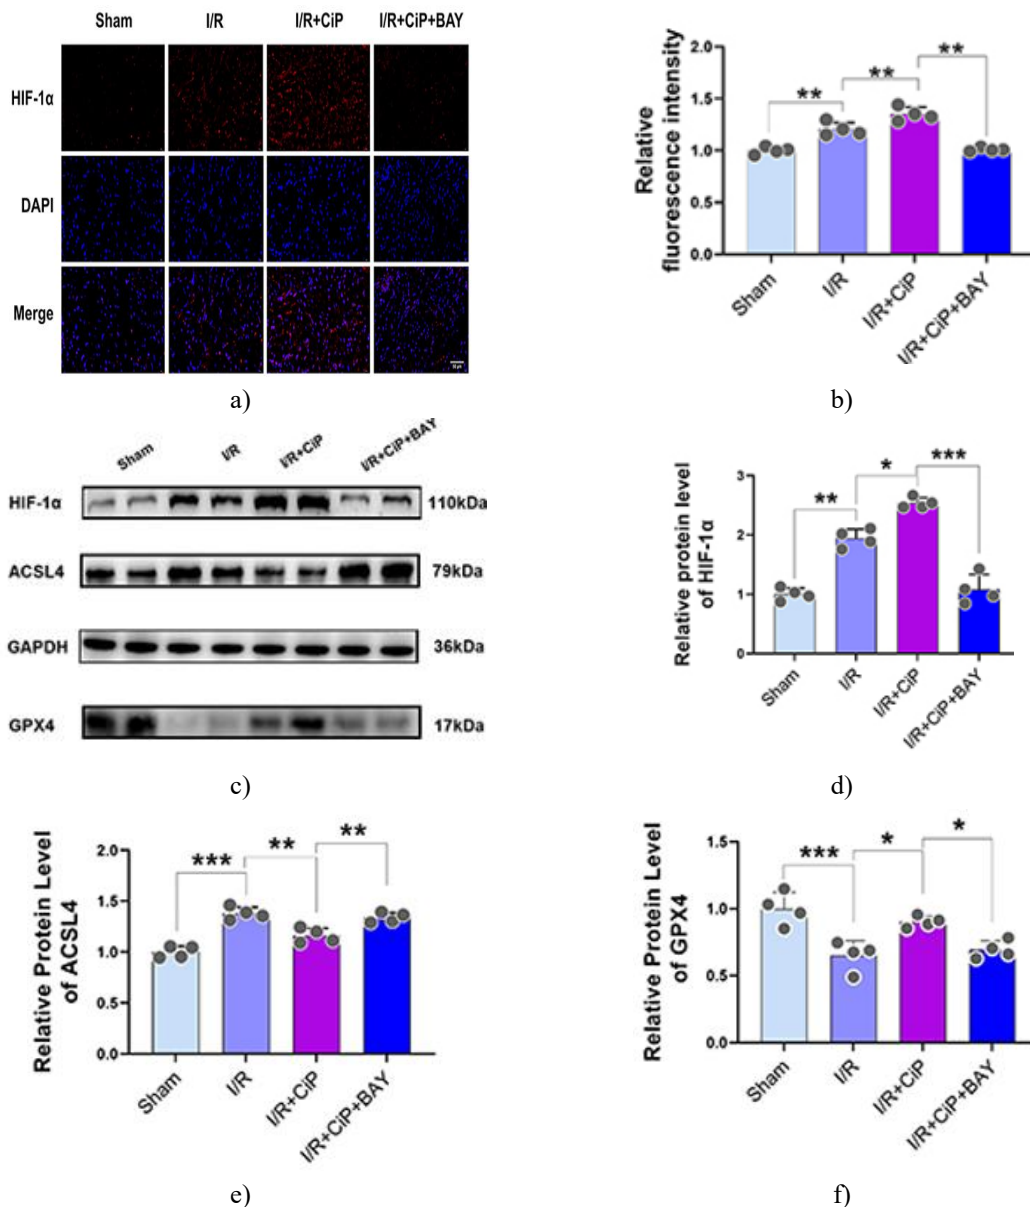 Sham I/R I/R+CiP I/R+CiP+BAY
HIF-1α
DAPI
Merge
a)
Relative
fluorescence intensity
2.0
1.5
1.0
0.5
0.0
** ** **
Sham I/R I/R+CiP I/R+CiP+BAY
b)
Sham I/R I/R+CiP I/R+CiP+BAY
HIF-1α 110kDa
ACSL4 79kDa
GAPDH 36kDa
GPX4 17kDa
c)
Relative protein level
of HIF-1α
3
2
1
0
** * ***
Sham I/R I/R+CiP I/R+CiP+BAY
d)
Relative Protein Level
of ACSL4
2.0
1.5
1.0
0.5
0.0
*** ** **
Sham I/R I/R+CiP I/R+CiP+BAY
e)
Relative Protein Level
of GPX4
1.5
1.0
0.5
0.0
*** * *
Sham I/R I/R+CiP I/R+CiP+BAY
f)